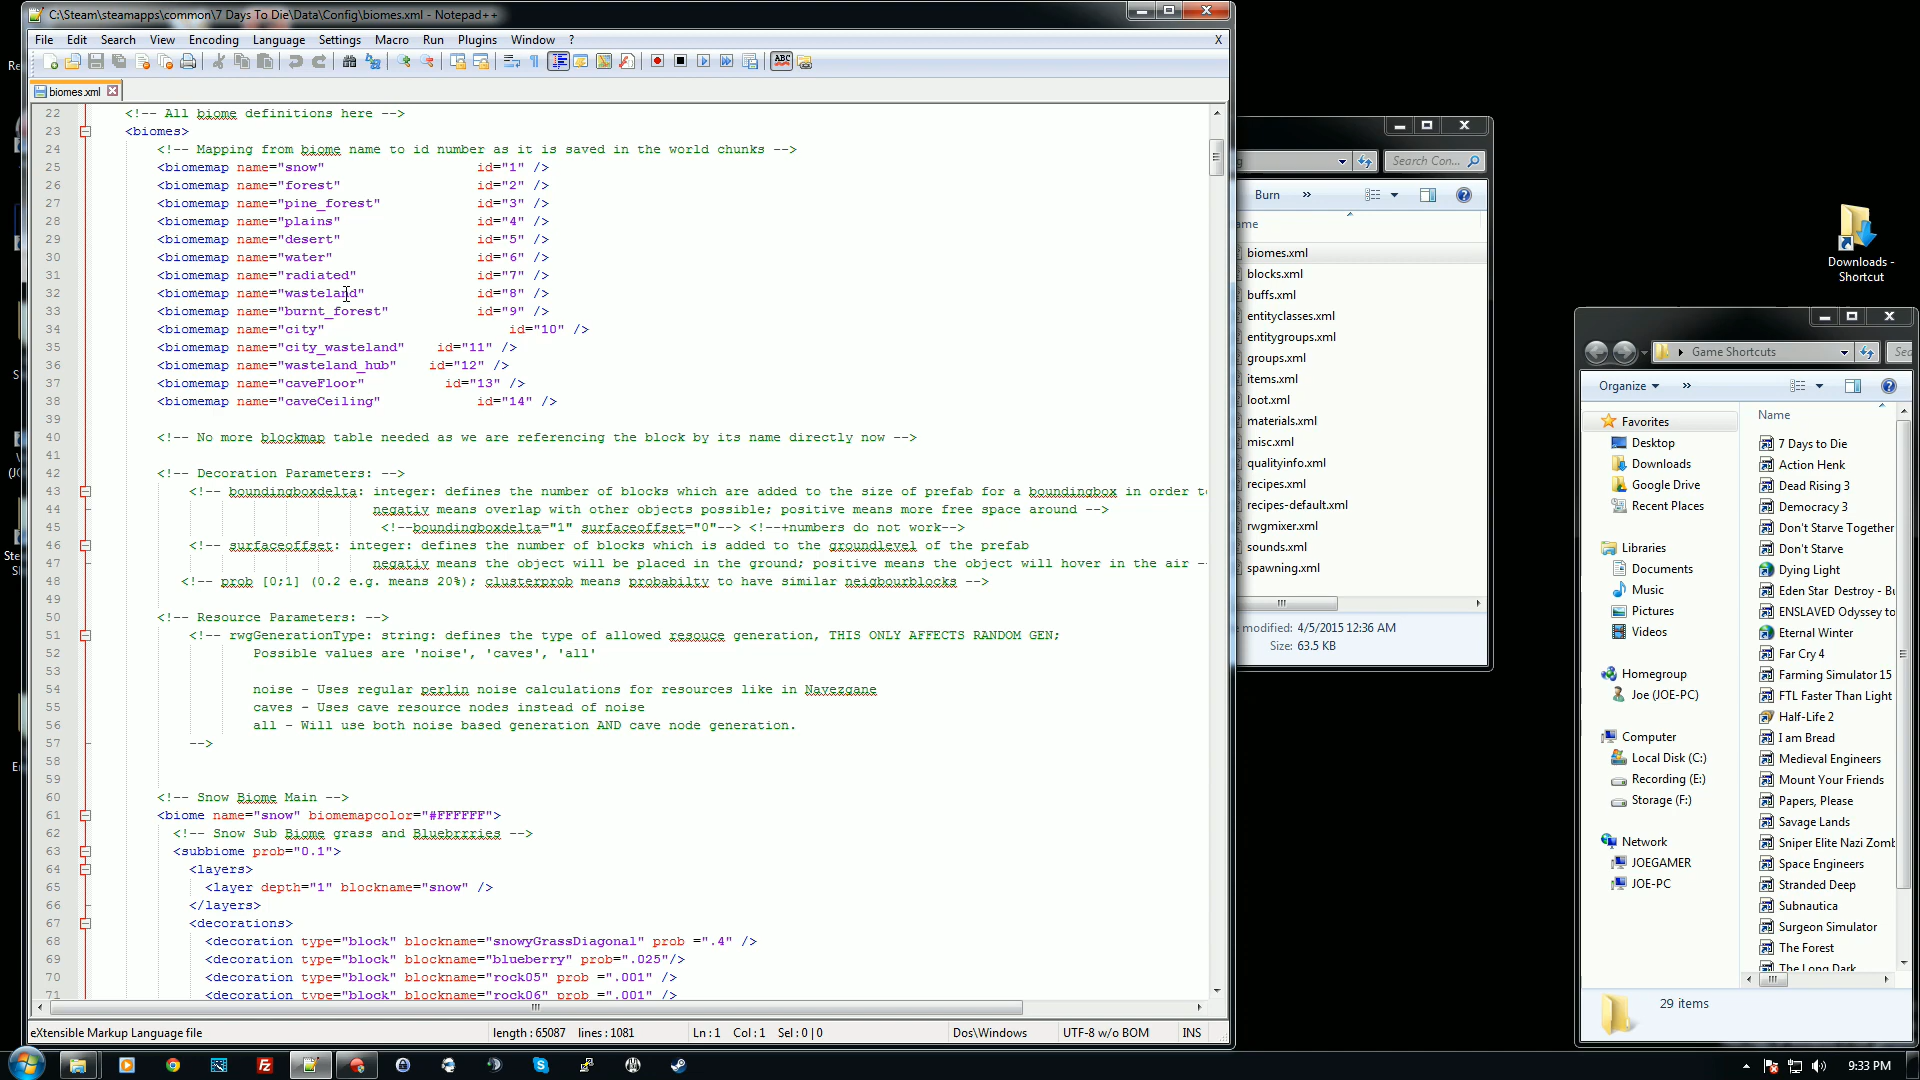 C:\Steam\steamapps\common\7 Days To Die\Data\Config\biomes.xml - Notepad++
File Edit Search View Encoding Language Settings Macro Run Plugins Window ? X
biomes.xml
22 <!-- All biome definitions here -->
23 <biomes>
24 <!-- Mapping from biome name to id number as it is saved in the world chunks -->
25 <biomemap name="snow" id="1" />
26 <biomemap name="forest" id="2" />
27 <biomemap name="pine_forest" id="3" />
28 <biomemap name="plains" id="4" />
29 <biomemap name="desert" id="5" />
30 <biomemap name="water" id="6" />
31 <biomemap name="radiated" id="7" />
32 <biomemap name="wasteland" id="8" />
33 <biomemap name="burnt_forest" id="9" />
34 <biomemap name="city" id="10" />
35 <biomemap name="city_wasteland" id="11" />
36 <biomemap name="wasteland_hub" id="12" />
37 <biomemap name="caveFloor" id="13" />
38 <biomemap name="caveCeiling" id="14" />
39
40 <!-- No more blockmap table needed as we are referencing the block by its name directly now -->
41
42 <!-- Decoration Parameters: -->
43 <!-- boundingboxdelta: integer: defines the number of blocks which are added to the size of prefab for a boundingbox in order t
44 negativ means overlap with other objects possible; positive means more free space around -->
45 <!--boundingboxdelta="1" surfaceoffset="0"--> <!--+numbers do not work-->
46 <!-- surfaceoffset: integer: defines the number of blocks which is added to the groundlevel of the prefab
47 negativ means the object will be placed in the ground; positive means the object will hover in the air -
48 <!-- prob [0;1] (0.2 e.g. means 20%); clusterprob means probabilty to have similar neigbourblocks -->
49
50 <!-- Resource Parameters: -->
51 <!-- rwgGenerationType: string: defines the type of allowed resouce generation, THIS ONLY AFFECTS RANDOM GEN;
52 Possible values are 'noise', 'caves', 'all'
53
54 noise - Uses regular perlin noise calculations for resources like in Navezgane
55 caves - Uses cave resource nodes instead of noise
56 all - Will use both noise based generation AND cave node generation.
57 -->
58
59
60 <!-- Snow Biome Main -->
61 <biome name="snow" biomemapcolor="#FFFFFF">
62 <!-- Snow Sub Biome grass and Bluebrrries -->
63 <subbiome prob="0.1">
64 <layers>
65 <layer depth="1" blockname="snow" />
66 </layers>
67 <decorations>
68 <decoration type="block" blockname="snowyGrassDiagonal" prob =".4" />
69 <decoration type="block" blockname="blueberry" prob=".025"/>
70 <decoration type="block" blockname="rock05" prob =".001" />
71 <decoration type="block" blockname="rock06" prob =".001" />
eXtensible Markup Language file length : 65087 lines : 1081 Ln : 1 Col : 1 Sel : 0 | 0 Dos\Windows UTF-8 w/o BOM INS
Search Con...
Burn »
ame
biomes.xml
blocks.xml
buffs.xml
entityclasses.xml
entitygroups.xml
groups.xml
items.xml
loot.xml
materials.xml
misc.xml
qualityinfo.xml
recipes.xml
recipes-default.xml
rwgmixer.xml
sounds.xml
spawning.xml
e modified: 4/5/2015 12:36 AM
Size: 63.5 KB
Downloads -
Shortcut
Game Shortcuts
Sea
Organize »
Favorites
Desktop
Downloads
Google Drive
Recent Places
Libraries
Documents
Music
Pictures
Videos
Homegroup
Joe (JOE-PC)
Computer
Local Disk (C:)
Recording (E:)
Storage (F:)
Network
JOEGAMER
JOE-PC
Name
7 Days to Die
Action Henk
Dead Rising 3
Democracy 3
Don't Starve Together
Don't Starve
Dying Light
Eden Star Destroy - Bu
ENSLAVED Odyssey to
Eternal Winter
Far Cry 4
Farming Simulator 15
FTL Faster Than Light
Half-Life 2
I am Bread
Medieval Engineers
Mount Your Friends
Papers, Please
Savage Lands
Sniper Elite Nazi Zomb
Space Engineers
Stranded Deep
Subnautica
Surgeon Simulator
The Forest
The Long Dark
29 items
9:33 PM